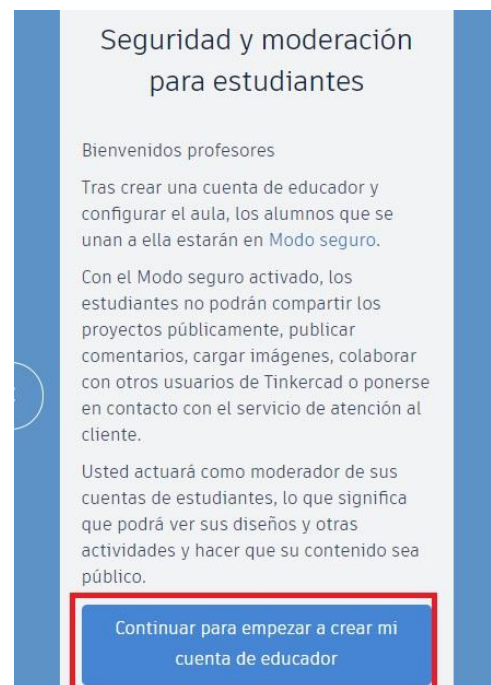 Seguridad y moderación
para estudiantes
Bienvenidos profesores
Tras crear una cuenta de educador y
configurar el aula, los alumnos que se
unan a ella estarán en Modo seguro.
Con el Modo seguro activado, los
estudiantes no podrán compartir los
proyectos públicamente, publicar
comentarios, cargar imágenes, colaborar
con otros usuarios de Tinkercad o ponerse
en contacto con el servicio de atención al
cliente.
Usted actuará como moderador de sus
cuentas de estudiantes, lo que significa
que podrá ver sus diseños y otras
actividades y hacer que su contenido sea
público.
Continuar para empezar a crear mi
cuenta de educador